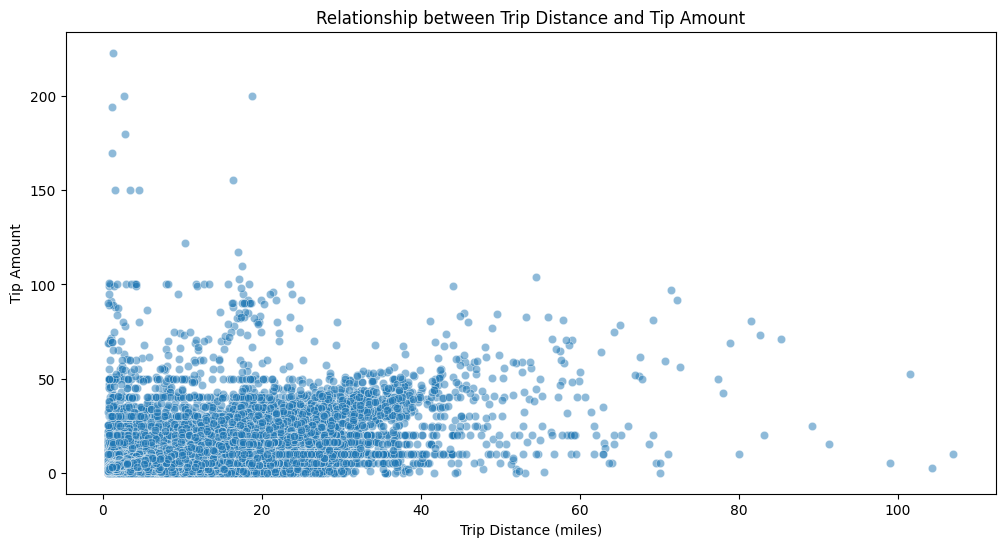 Relationship between Trip Distance and Tip Amount
200
150
100
50
0
Tip Amount
0 20 40 60 80 100
Trip Distance (miles)